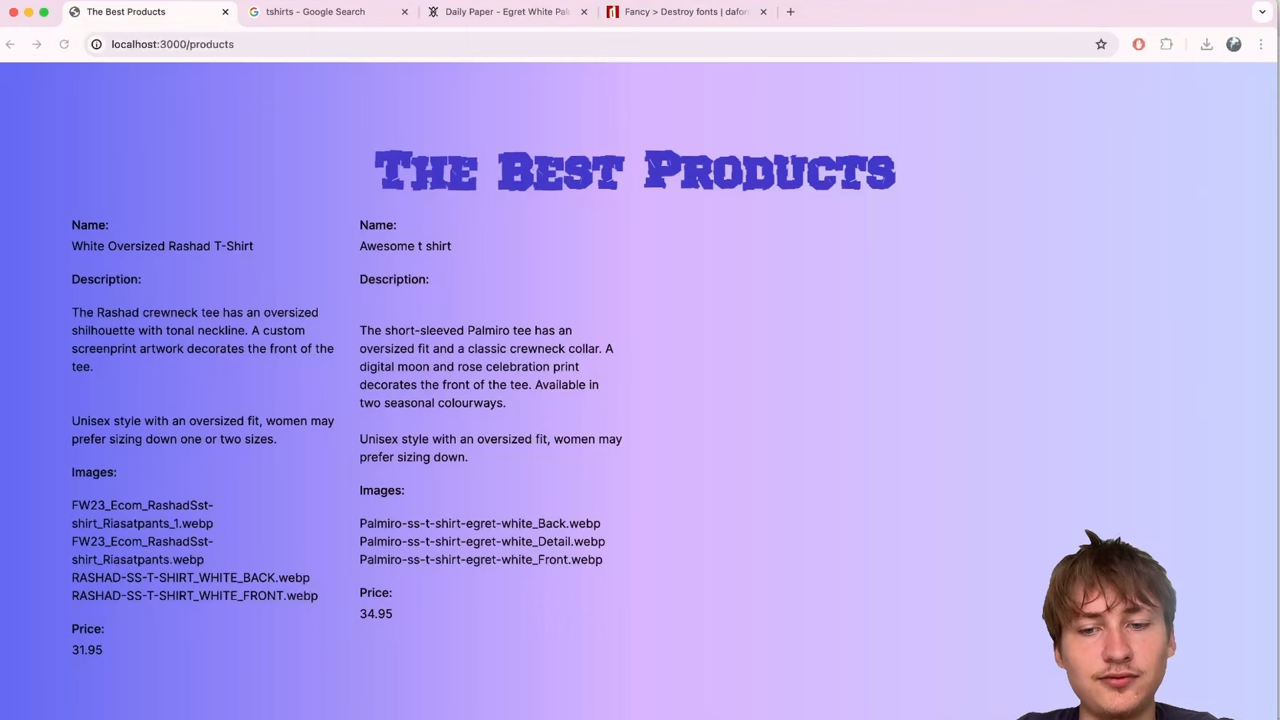 The Best Products
tshirts - Google Search
Daily Paper - Egret White Pal
Fancy > Destroy fonts | dafon
localhost:3000/products
The Best Products
Name:
White Oversized Rashad T-Shirt
Description:
The Rashad crewneck tee has an oversized
shilhouette with tonal neckline. A custom
screenprint artwork decorates the front of the
tee.
Unisex style with an oversized fit, women may
prefer sizing down one or two sizes.
Images:
FW23_Ecom_RashadSst-
shirt_Riasatpants_1.webp
FW23_Ecom_RashadSst-
shirt_Riasatpants.webp
RASHAD-SS-T-SHIRT_WHITE_BACK.webp
RASHAD-SS-T-SHIRT_WHITE_FRONT.webp
Price:
31.95
Name:
Awesome t shirt
Description:
The short-sleeved Palmiro tee has an
oversized fit and a classic crewneck collar. A
digital moon and rose celebration print
decorates the front of the tee. Available in
two seasonal colourways.
Unisex style with an oversized fit, women may
prefer sizing down.
Images:
Palmiro-ss-t-shirt-egret-white_Back.webp
Palmiro-ss-t-shirt-egret-white_Detail.webp
Palmiro-ss-t-shirt-egret-white_Front.webp
Price:
34.95